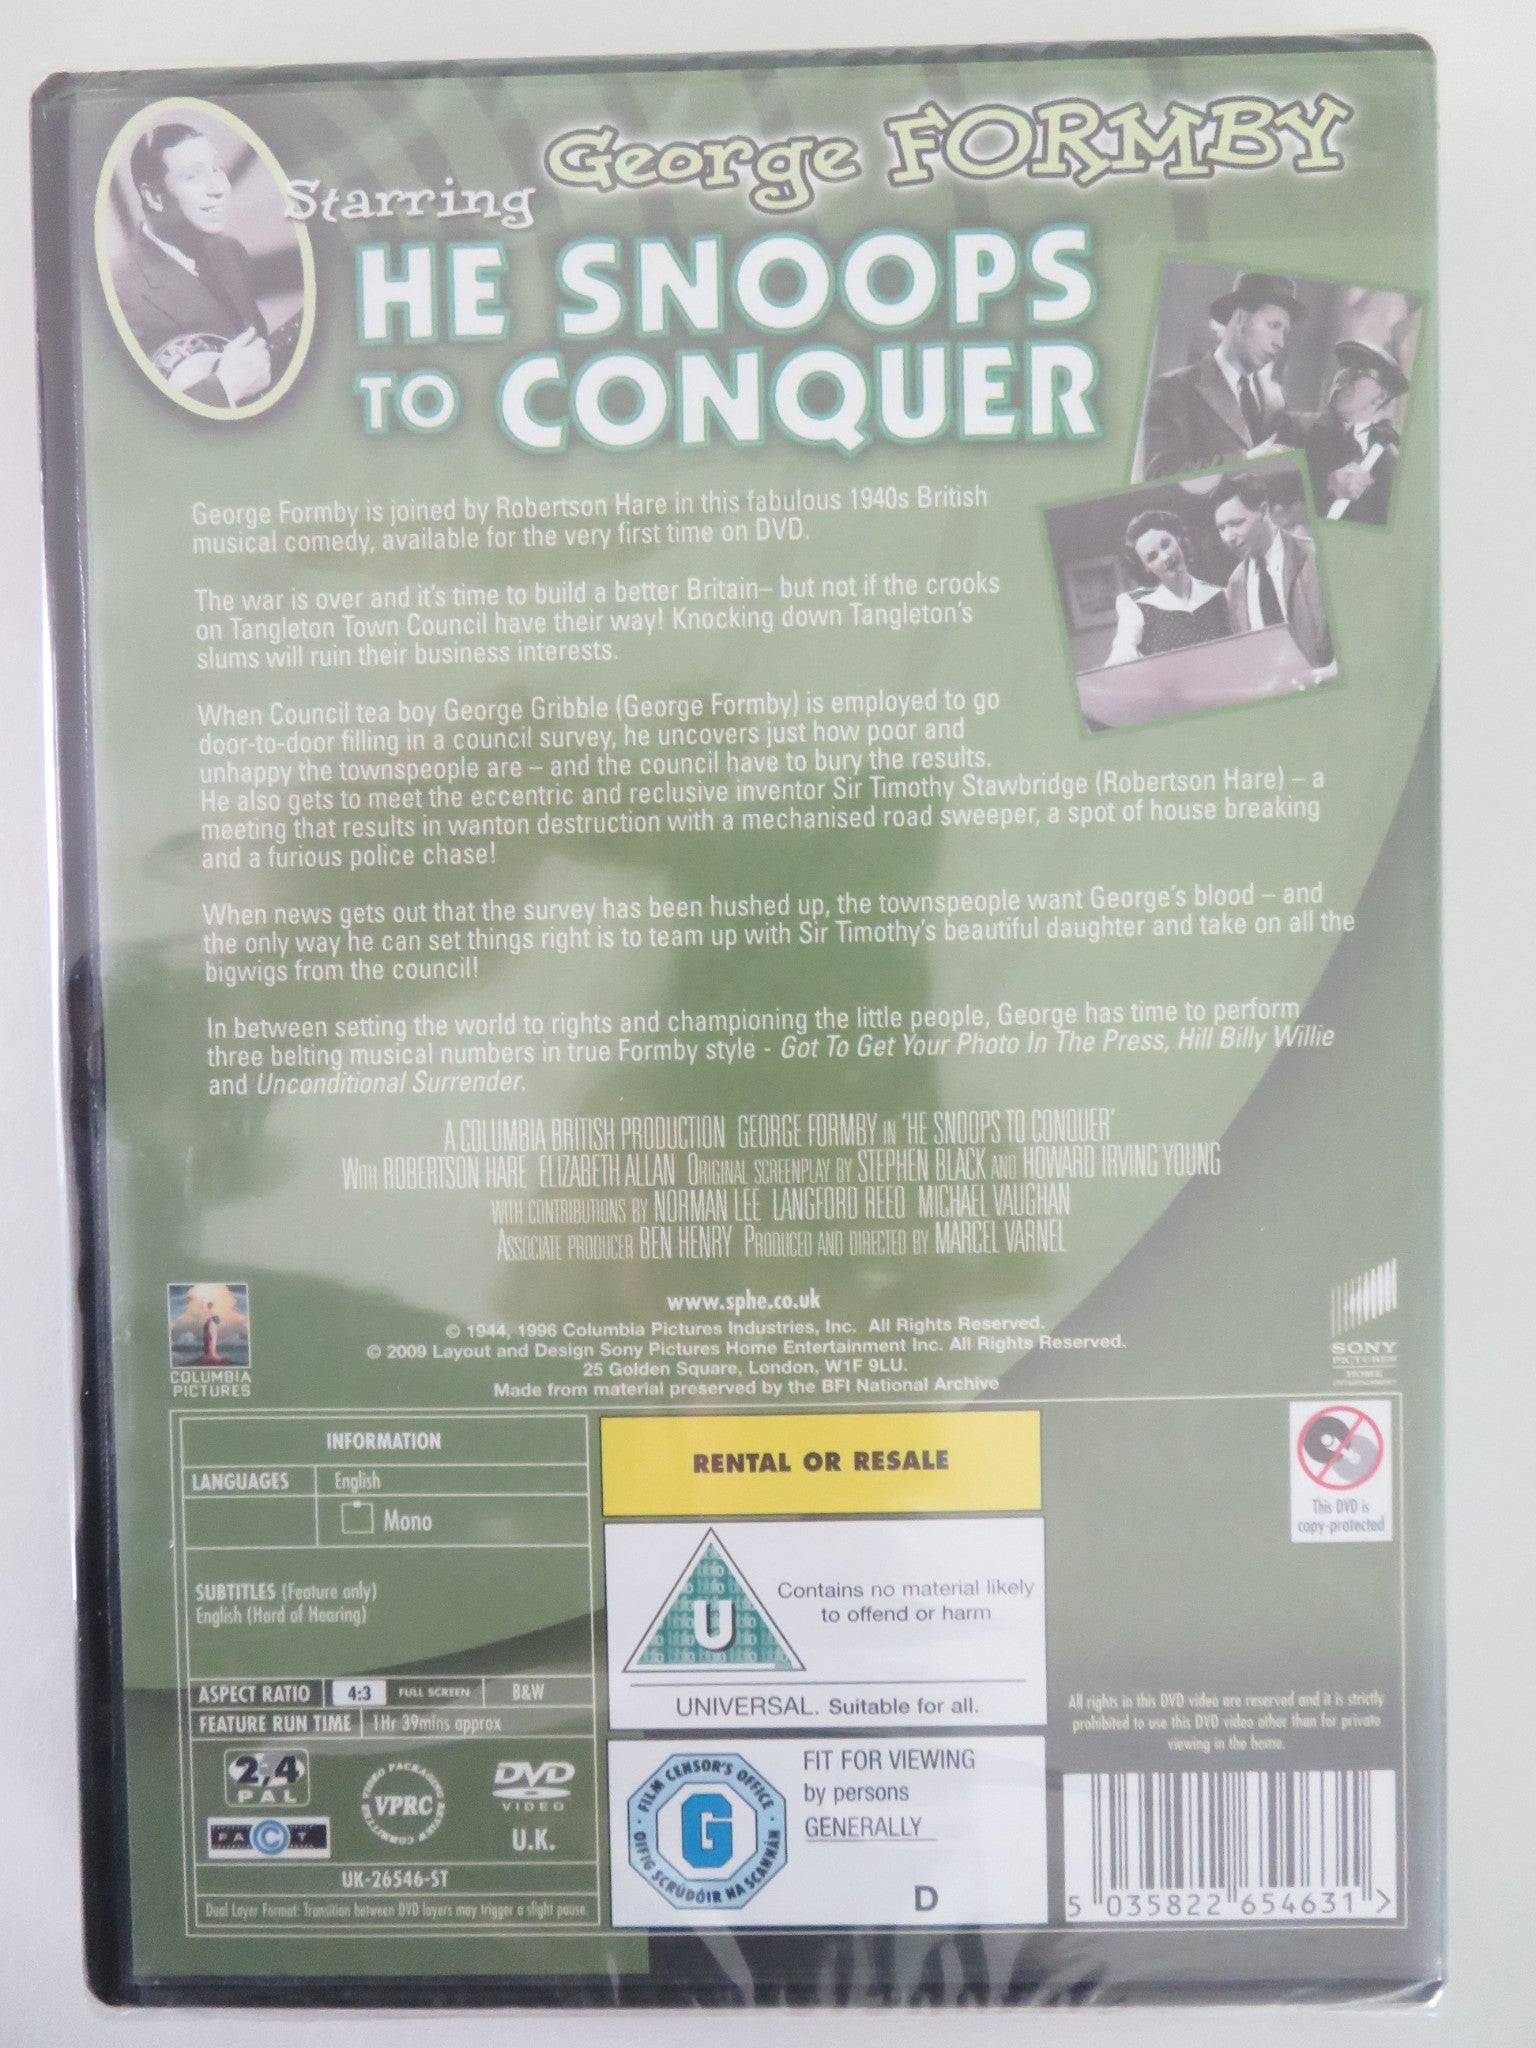 Starring George FORMBY
HE SNOOPS
TO CONQUER
George Formby is joined by Robertson Hare in this fabulous 1940s British
musical comedy, available for the very first time on DVD.
The war is over and it's time to build a better Britain– but not if the crooks
on Tangleton Town Council have their way! Knocking down Tangleton's
slums will ruin their business interests.
When Council tea boy George Gribble (George Formby) is employed to go
door-to-door filling in a council survey, he uncovers just how poor and
unhappy the townspeople are – and the council have to bury the results.
He also gets to meet the eccentric and reclusive inventor Sir Timothy Stawbridge (Robertson Hare) – a
meeting that results in wanton destruction with a mechanised road sweeper, a spot of house breaking
and a furious police chase!
When news gets out that the survey has been hushed up, the townspeople want George's blood – and
the only way he can set things right is to team up with Sir Timothy's beautiful daughter and take on all the
bigwigs from the council!
In between setting the world to rights and championing the little people, George has time to perform
three belting musical numbers in true Formby style - Got To Get Your Photo In The Press, Hill Billy Willie
and Unconditional Surrender.
A COLUMBIA BRITISH PRODUCTION GEORGE FORMBY IN 'HE SNOOPS TO CONQUER'
WITH ROBERTSON HARE ELIZABETH ALLAN ORIGINAL SCREENPLAY BY STEPHEN BLACK AND HOWARD IRVING YOUNG
WITH CONTRIBUTIONS BY NORMAN LEE LANGFORD REED MICHAEL VAUGHAN
ASSOCIATE PRODUCER BEN HENRY PRODUCED AND DIRECTED BY MARCEL VARNEL
www.sphe.co.uk
© 1944, 1996 Columbia Pictures Industries, Inc. All Rights Reserved.
© 2009 Layout and Design Sony Pictures Home Entertainment Inc. All Rights Reserved.
25 Golden Square, London, W1F 9LU.
Made from material preserved by the BFI National Archive
COLUMBIA
PICTURES
SONY
PICTURES
HOME
ENTERTAINMENT
INFORMATION
LANGUAGES English
Mono
SUBTITLES (Feature only)
English (Hard of Hearing)
ASPECT RATIO 4:3 FULL SCREEN B&W
FEATURE RUN TIME 1Hr 39mins approx
2,4
PAL
FACT
VIDEO PACKAGING REVIEW COMMITTEE
VPRC
DVD
VIDEO
U.K.
UK-26546-ST
Dual Layer Format: Transition between DVD layers may trigger a slight pause.
RENTAL OR RESALE
U
Contains no material likely
to offend or harm
UNIVERSAL. Suitable for all.
FILM CENSOR'S OFFICE
G
OIFIG SCRÚDÓIR NA SCANNÁN
FIT FOR VIEWING
by persons
GENERALLY
D
This DVD is
copy-protected
All rights in this DVD video are reserved and it is strictly
prohibited to use this DVD video other than for private
viewing in the home.
5 035822 654631 >